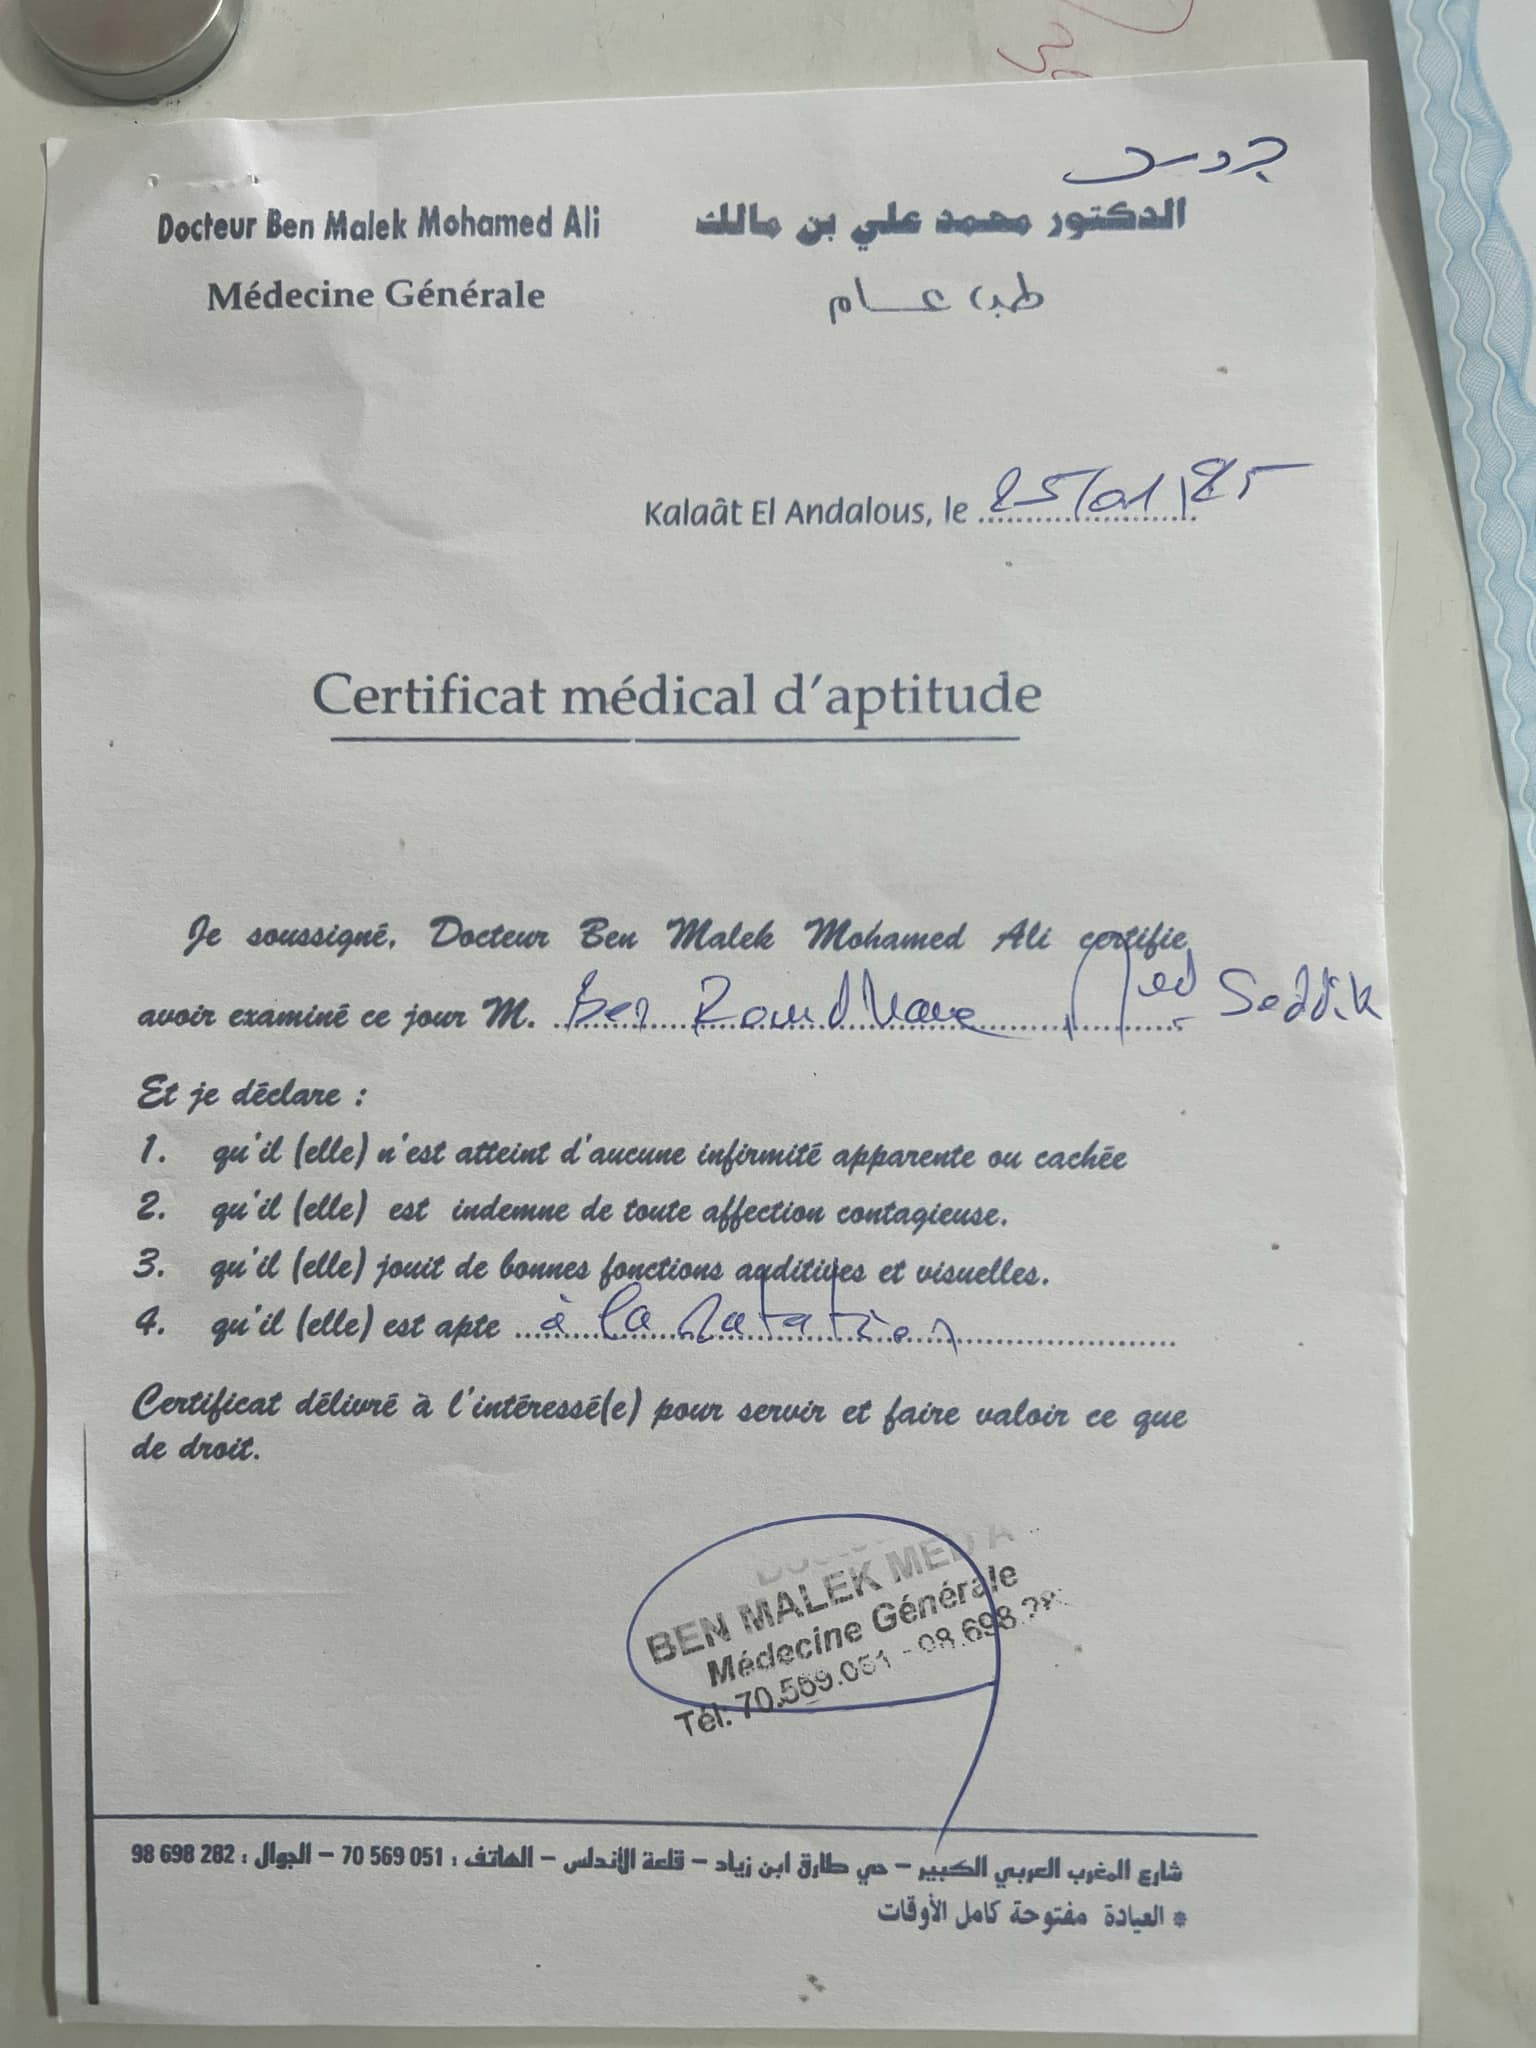 Docteur Ben Malek Mohamed Ali
Médecine Générale
الدكتور محمد علي بن مالك
طب عام
Kalaât El Andalous, le 25/01/25
Certificat médical d'aptitude
Je soussigné, Docteur Ben Malek Mohamed Ali certifie
avoir examiné ce jour M. Ben Romdhane Med Seddik
Et je déclare :
1. qu'il (elle) n'est atteint d'aucune infirmité apparente ou cachée
2. qu'il (elle) est indemne de toute affection contagieuse.
3. qu'il (elle) jouit de bonnes fonctions auditives et visuelles.
4. qu'il (elle) est apte à la natation
Certificat délivré à l'intéressé(e) pour servir et faire valoir ce que
de droit.
BEN MALEK MED A
Médecine Générale
Tél: 70.569.051 - 98.698.28
شارع المغرب العربي الكبير – حي طارق ابن زياد – قلعة الأندلس – الهاتف : 051 569 70 – الجوال : 282 698 98
* العيادة مفتوحة كامل الأوقات